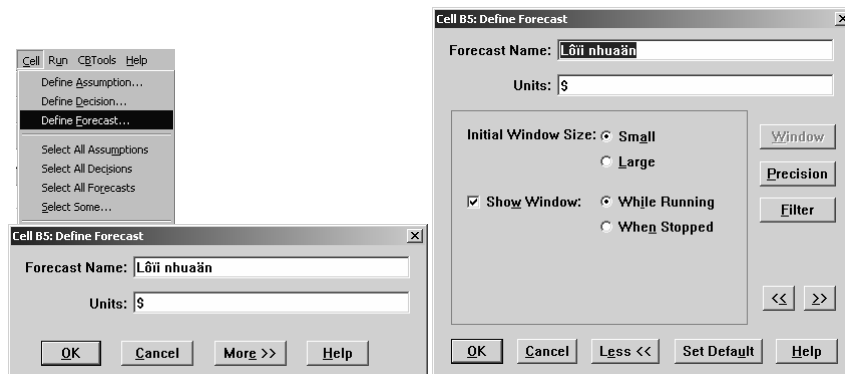 Cell Run CBTools Help
Define Assumption...
Define Decision...
Define Forecast...
Select All Assumptions
Select All Decisions
Select All Forecasts
Select Some...
Cell B5: Define Forecast
Forecast Name: Lôïi nhuaän
Units: $
OK Cancel More >> Help
Cell B5: Define Forecast
Forecast Name: Lôïi nhuaän
Units: $
Initial Window Size: Small
Large
Show Window: While Running
When Stopped
Window
Precision
Filter
<< >>
OK Cancel Less << Set Default Help